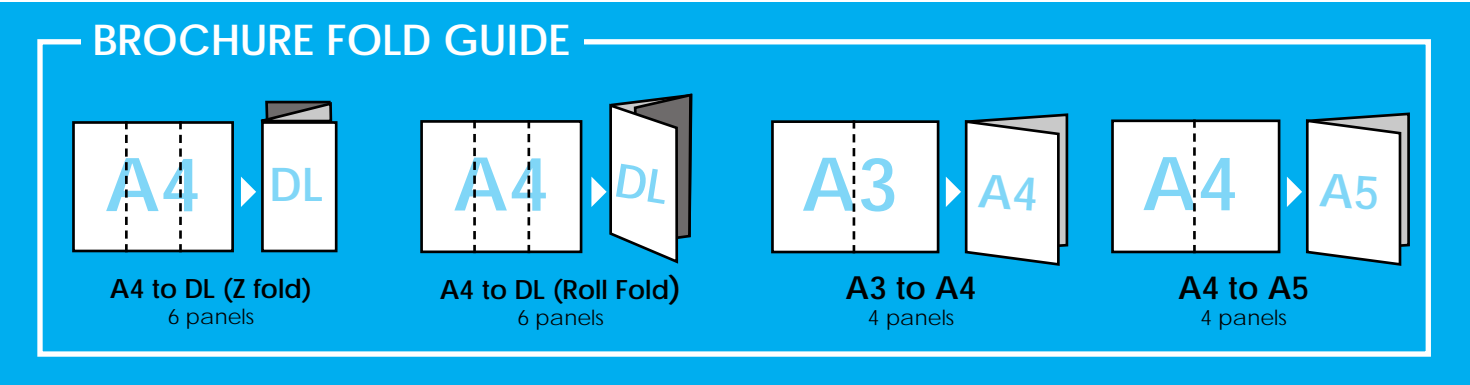 BROCHURE FOLD GUIDE
A4
DL
A4
DL
A3
A4
A4
A5
A4 to DL (Z fold)
6 panels
A4 to DL (Roll Fold)
6 panels
A3 to A4
4 panels
A4 to A5
4 panels